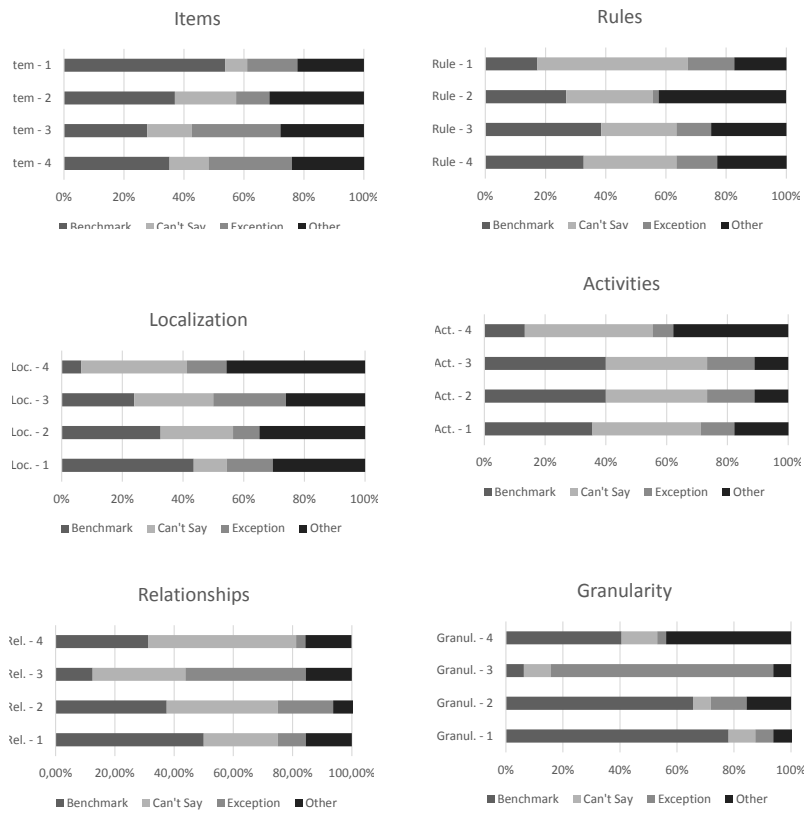 Items
tem - 1
tem - 2
tem - 3
tem - 4
0% 20% 40% 60% 80% 100%
Benchmark Can't Say Exception Other
Rules
Rule - 1
Rule - 2
Rule - 3
Rule - 4
0% 20% 40% 60% 80% 100%
Benchmark Can't Say Exception Other
Localization
Loc. - 4
Loc. - 3
Loc. - 2
Loc. - 1
0% 20% 40% 60% 80% 100%
Benchmark Can't Say Exception Other
Activities
Act. - 4
Act. - 3
Act. - 2
Act. - 1
0% 20% 40% 60% 80% 100%
Benchmark Can't Say Exception Other
Relationships
Rel. - 4
Rel. - 3
Rel. - 2
Rel. - 1
0,00% 20,00% 40,00% 60,00% 80,00% 100,00%
Benchmark Can't Say Exception Other
Granularity
Granul. - 4
Granul. - 3
Granul. - 2
Granul. - 1
0% 20% 40% 60% 80% 100%
Benchmark Can't Say Exception Other